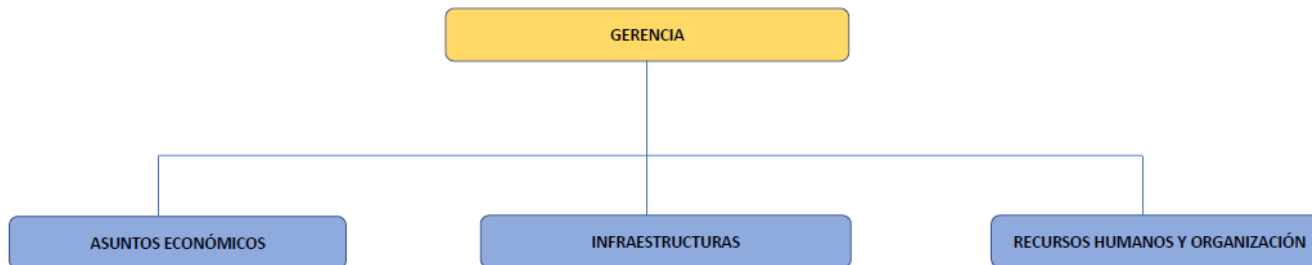 GERENCIA
ASUNTOS ECONÓMICOS
INFRAESTRUCTURAS
RECURSOS HUMANOS Y ORGANIZACIÓN